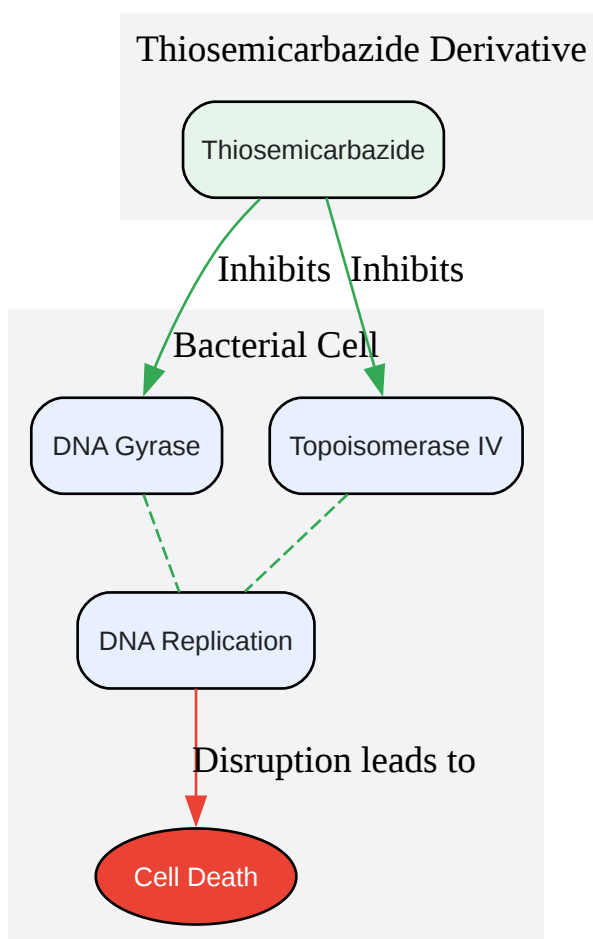 Thiosemicarbazide Derivative
Thiosemicarbazide
Inhibits
Inhibits
Bacterial Cell
DNA Gyrase
Topoisomerase IV
DNA Replication
Disruption leads to
Cell Death